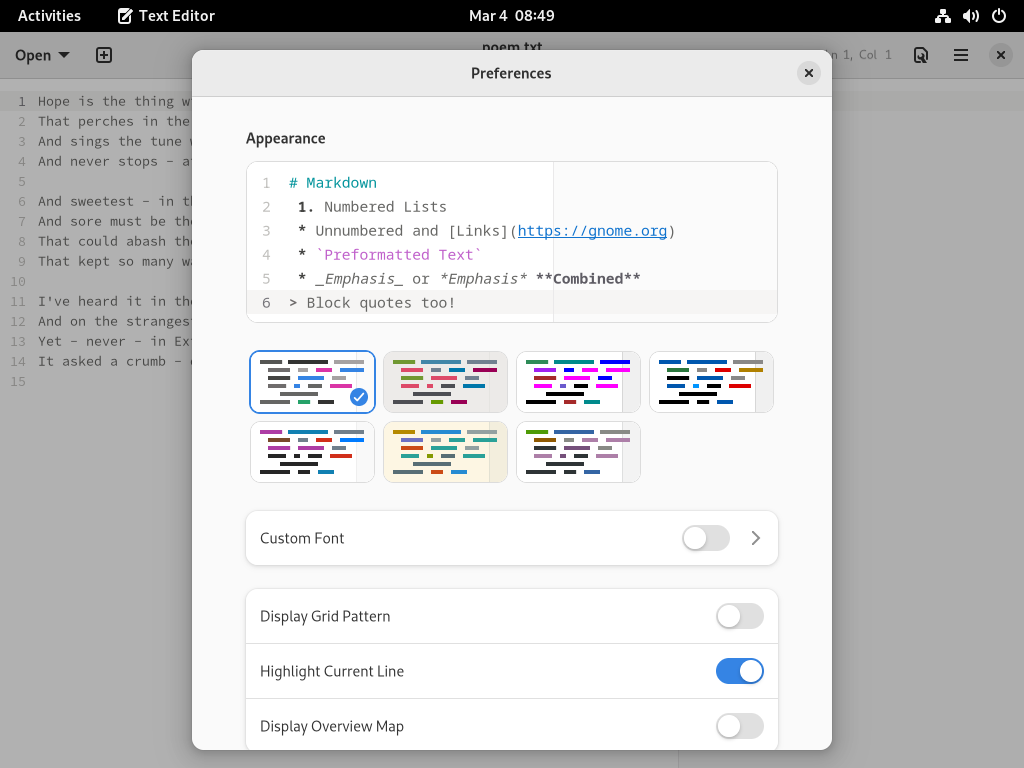 Activities Text Editor Mar 4 08:49
Open poem.txt Ln 1, Col 1
Preferences
1 Hope is the thing
2 That perches in the
3 And sings the tune
4 And never stops –
5
6 And sweetest – in
7 And sore must be
8 That could abash
9 That kept so many
10
11 I've heard it in
12 And on the
13 Yet – never – in
14 It asked a crumb –
15
Appearance
1 # Markdown
2 1. Numbered Lists
3 * Unnumbered and [Links](https://gnome.org)
4 * `Preformatted Text`
5 * _Emphasis_ or *Emphasis* **Combined**
6 > Block quotes too!
Custom Font
Display Grid Pattern
Highlight Current Line
Display Overview Map